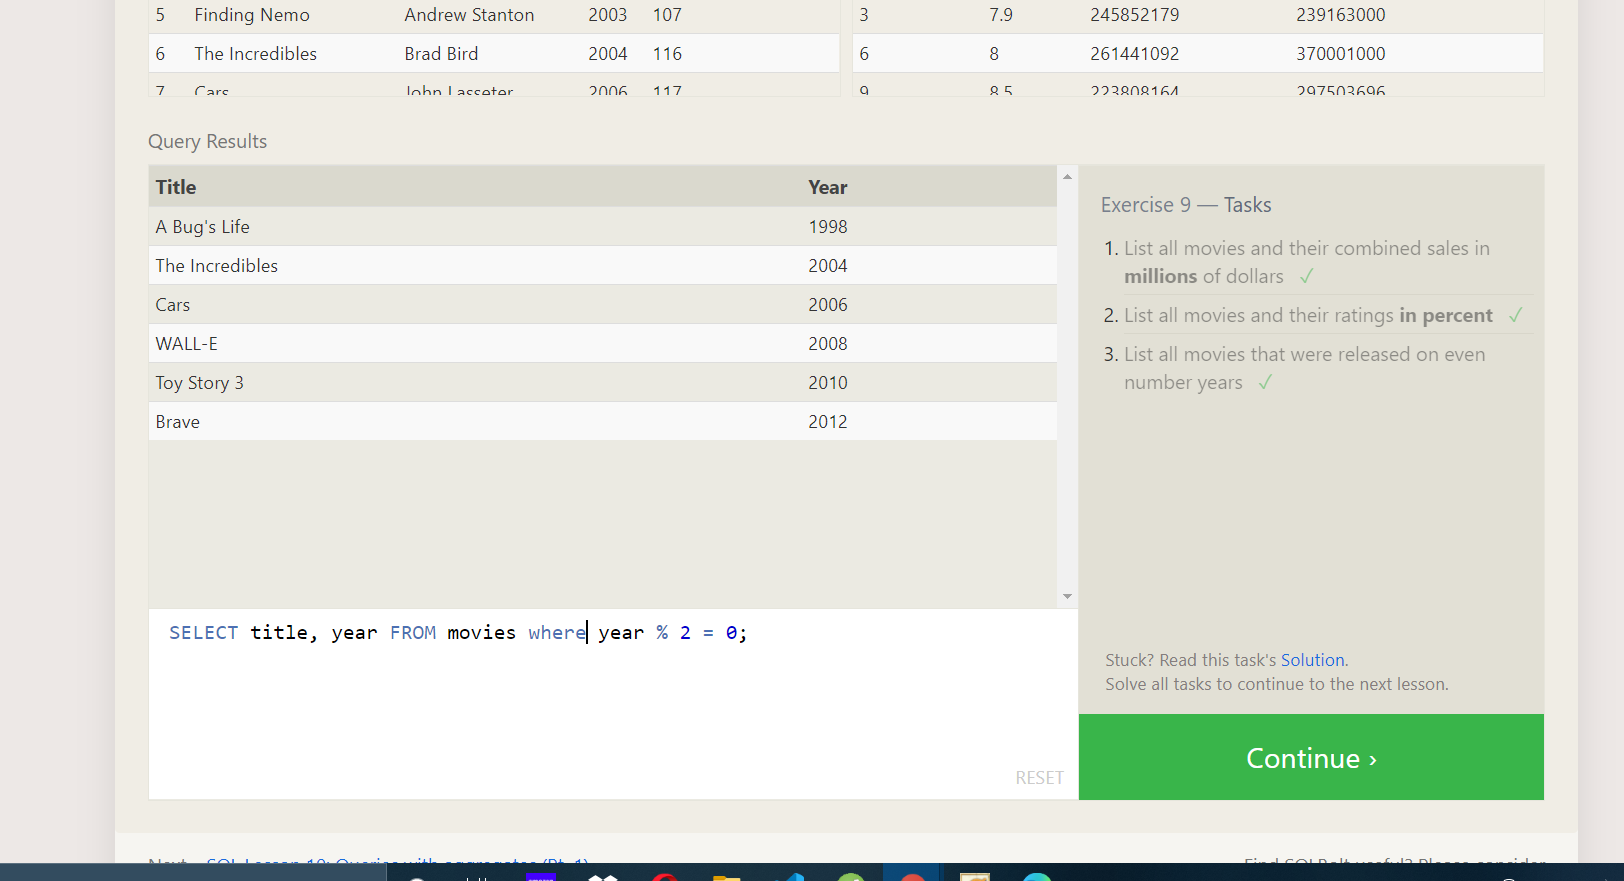 5 Finding Nemo Andrew Stanton 2003 107 3 7.9 245852179 239163000
6 The Incredibles Brad Bird 2004 116 6 8 261441092 370001000
7 Cars John Lasseter 2006 117 9 8.5 223808164 297503696
Query Results
Title Year
A Bug's Life 1998
The Incredibles 2004
Cars 2006
WALL-E 2008
Toy Story 3 2010
Brave 2012
Exercise 9 — Tasks
1. List all movies and their combined sales in
millions of dollars ✓
2. List all movies and their ratings in percent ✓
3. List all movies that were released on even
number years ✓
SELECT title, year FROM movies where year % 2 = 0;
RESET
Stuck? Read this task's Solution.
Solve all tasks to continue to the next lesson.
Continue ›
Next – SQL Lesson 10: Queries with aggregates (Pt. 1)
Find SQLBolt useful? Please consider